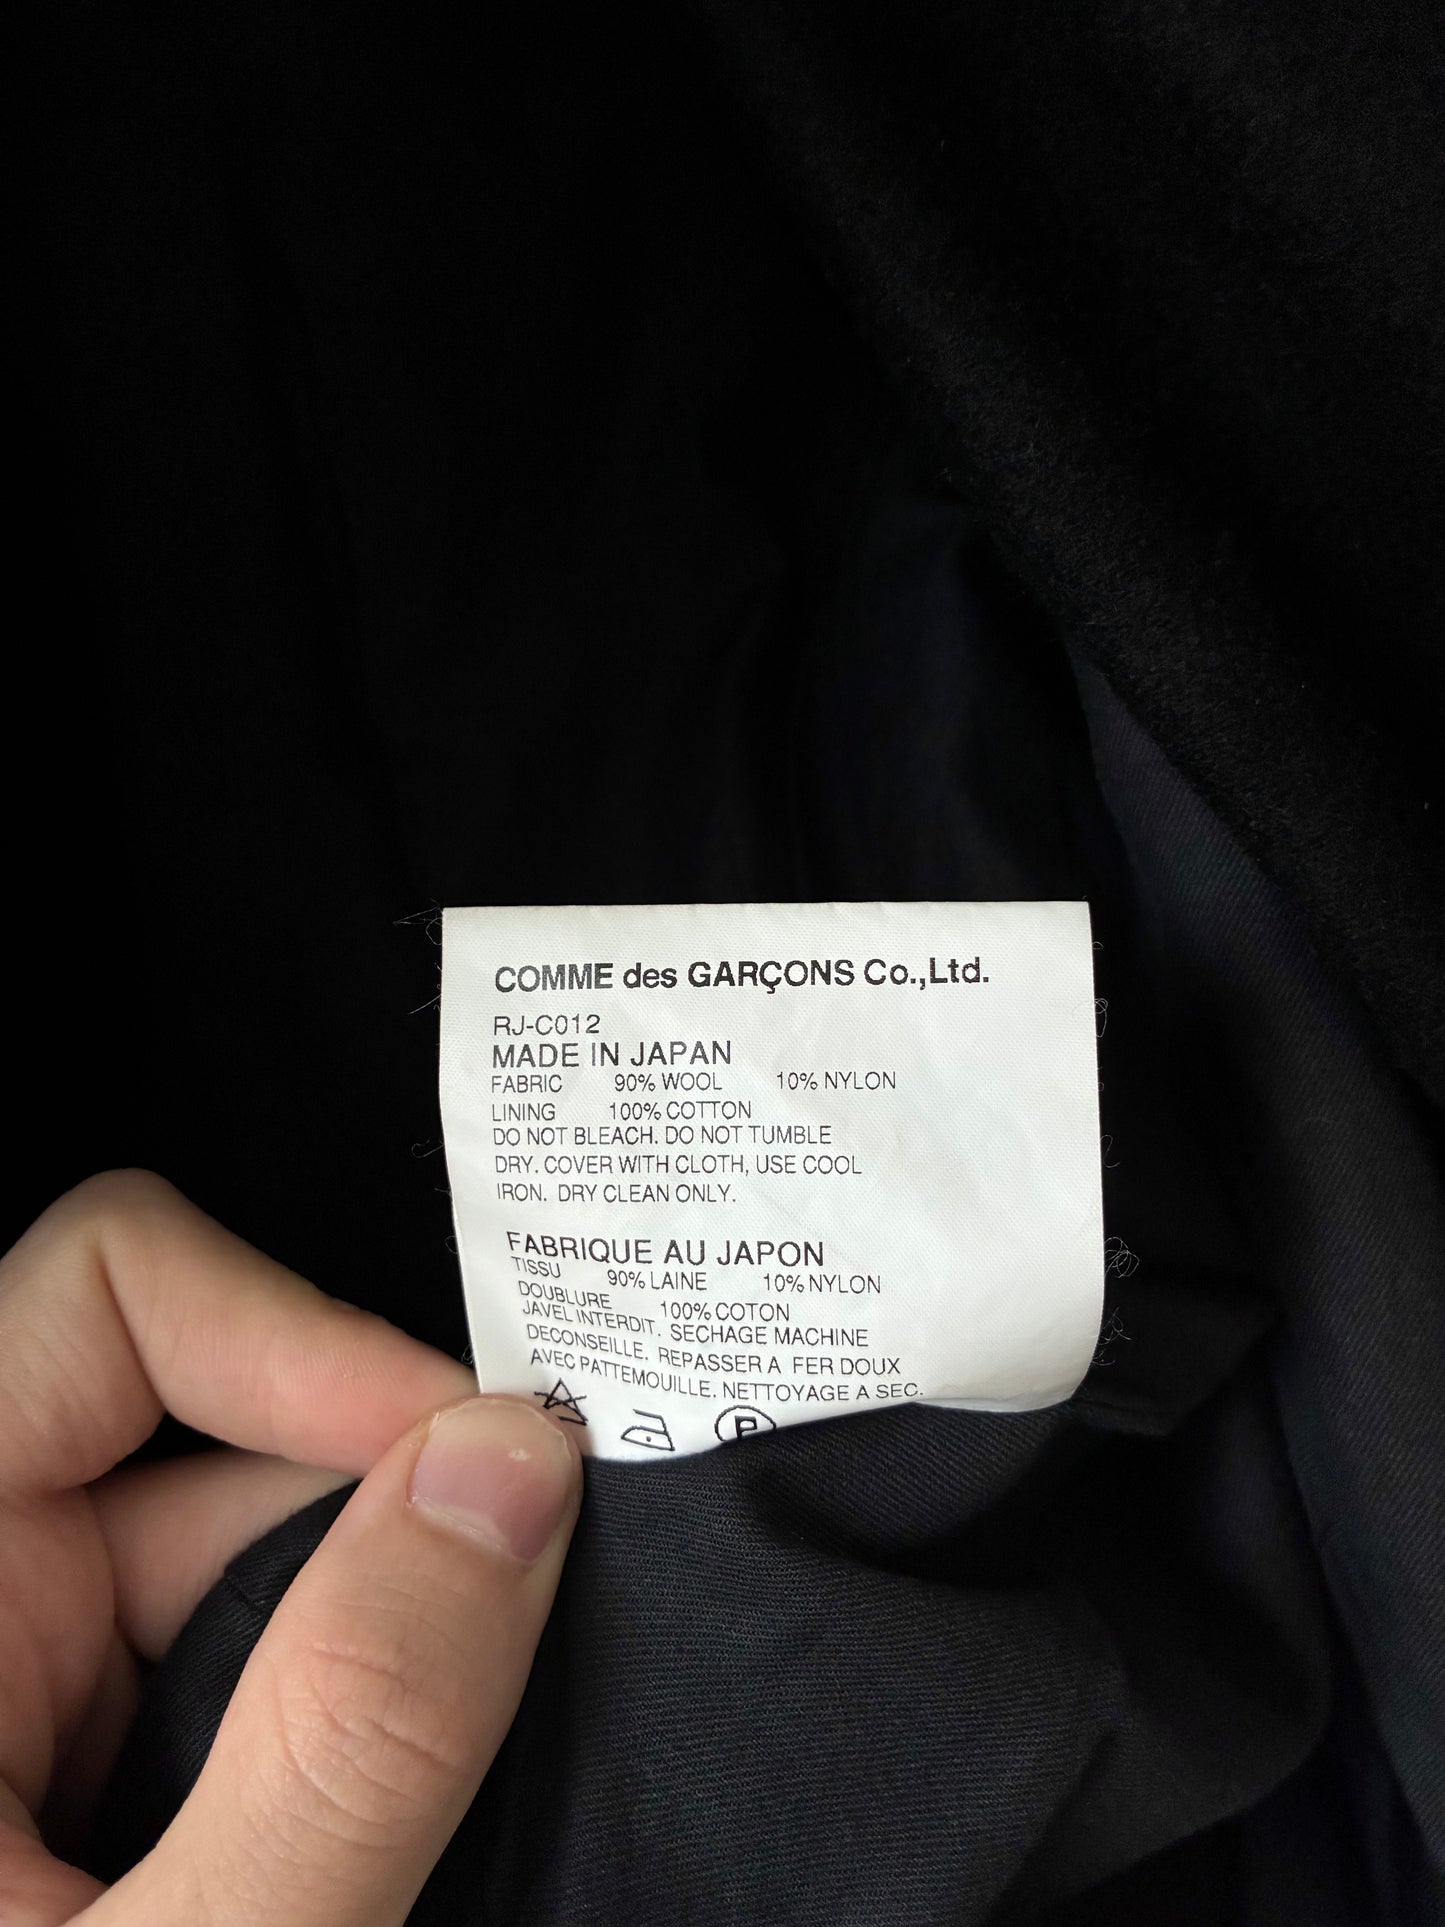 COMME des GARÇONS Co.,Ltd.
RJ-C012
MADE IN JAPAN
FABRIC 90% WOOL 10% NYLON
LINING 100% COTTON
DO NOT BLEACH. DO NOT TUMBLE
DRY. COVER WITH CLOTH, USE COOL
IRON. DRY CLEAN ONLY.
FABRIQUE AU JAPON
TISSU 90% LAINE 10% NYLON
DOUBLURE 100% COTON
JAVEL INTERDIT. SECHAGE MACHINE
DECONSEILLE. REPASSER A FER DOUX
AVEC PATTEMOUILLE. NETTOYAGE A SEC.
P